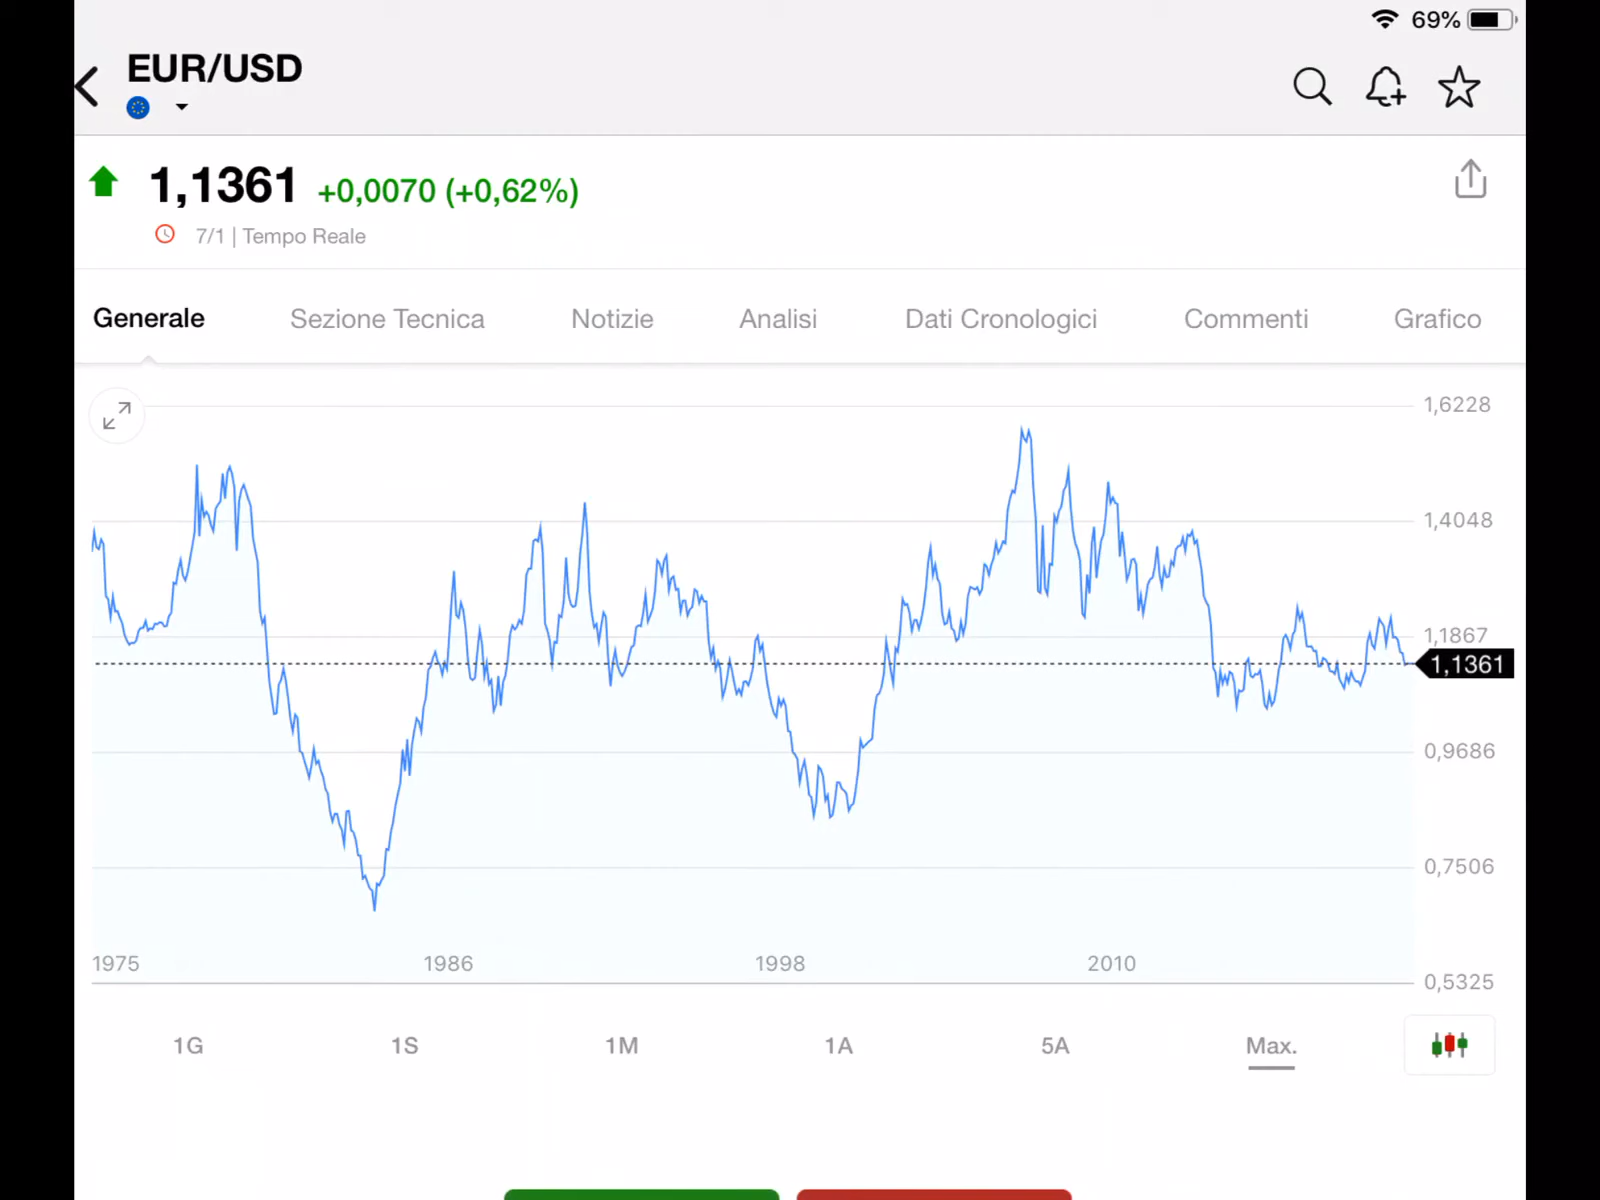 69%
EUR/USD
1,1361 +0,0070 (+0,62%)
7/1 | Tempo Reale
Generale Sezione Tecnica Notizie Analisi Dati Cronologici Commenti Grafico
1,6228
1,4048
1,1867
1,1361
0,9686
0,7506
1975 1986 1998 2010
0,5325
1G 1S 1M 1A 5A Max.